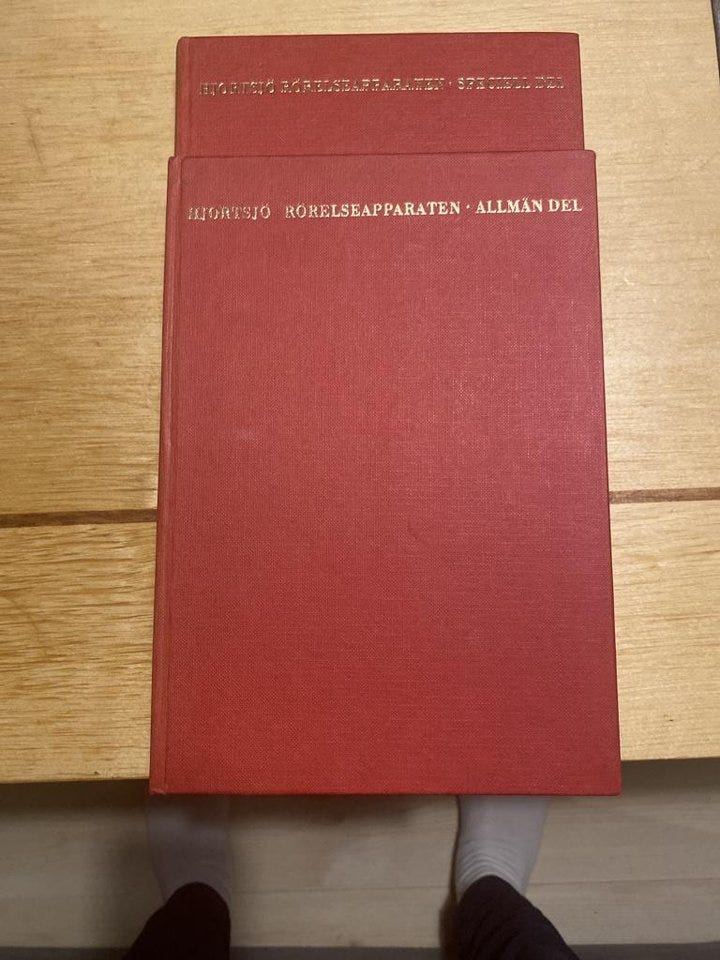 HJORTSJÖ RÖRELSEAPPARATEN · SPECIELL DEL
HJORTSJÖ RÖRELSEAPPARATEN · ALLMÄN DEL